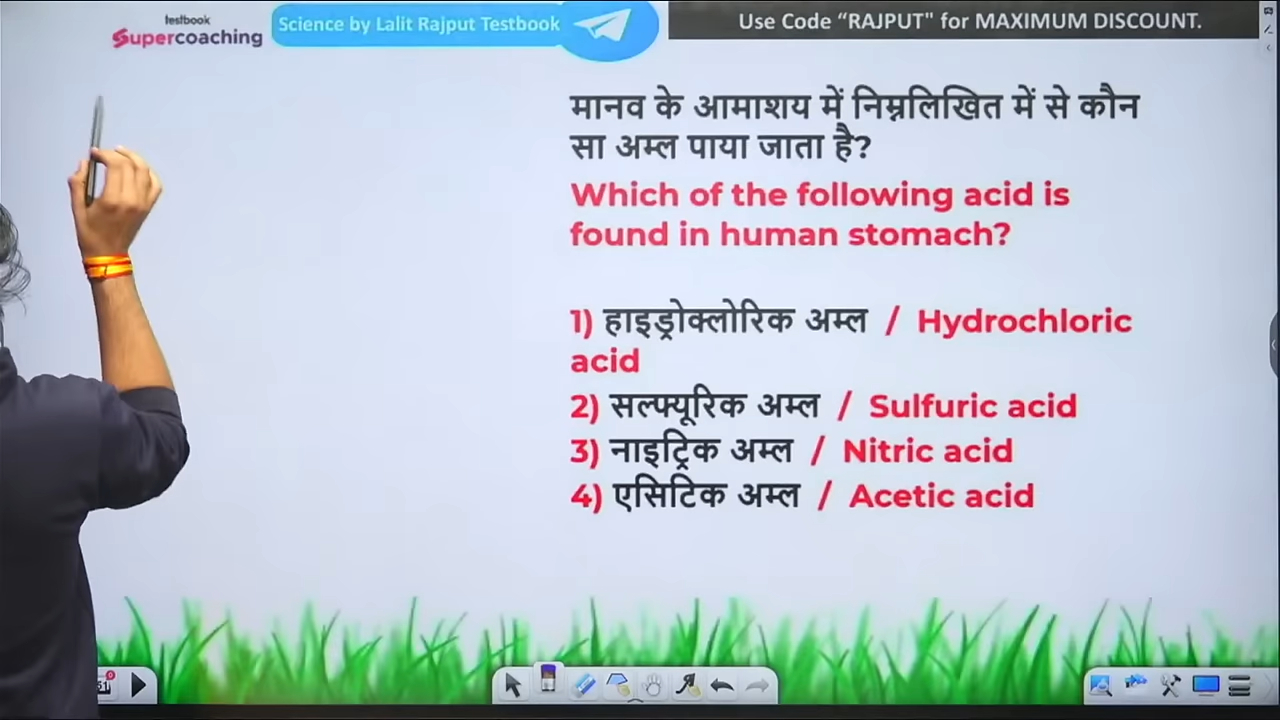 testbook
Supercoaching
Science by Lalit Rajput Testbook
Use Code “RAJPUT" for MAXIMUM DISCOUNT.
मानव के आमाशय में निम्नलिखित में से कौन
सा अम्ल पाया जाता है?
Which of the following acid is
found in human stomach?
1) हाइड्रोक्लोरिक अम्ल / Hydrochloric
acid
2) सल्फ्यूरिक अम्ल / Sulfuric acid
3) नाइट्रिक अम्ल / Nitric acid
4) एसिटिक अम्ल / Acetic acid